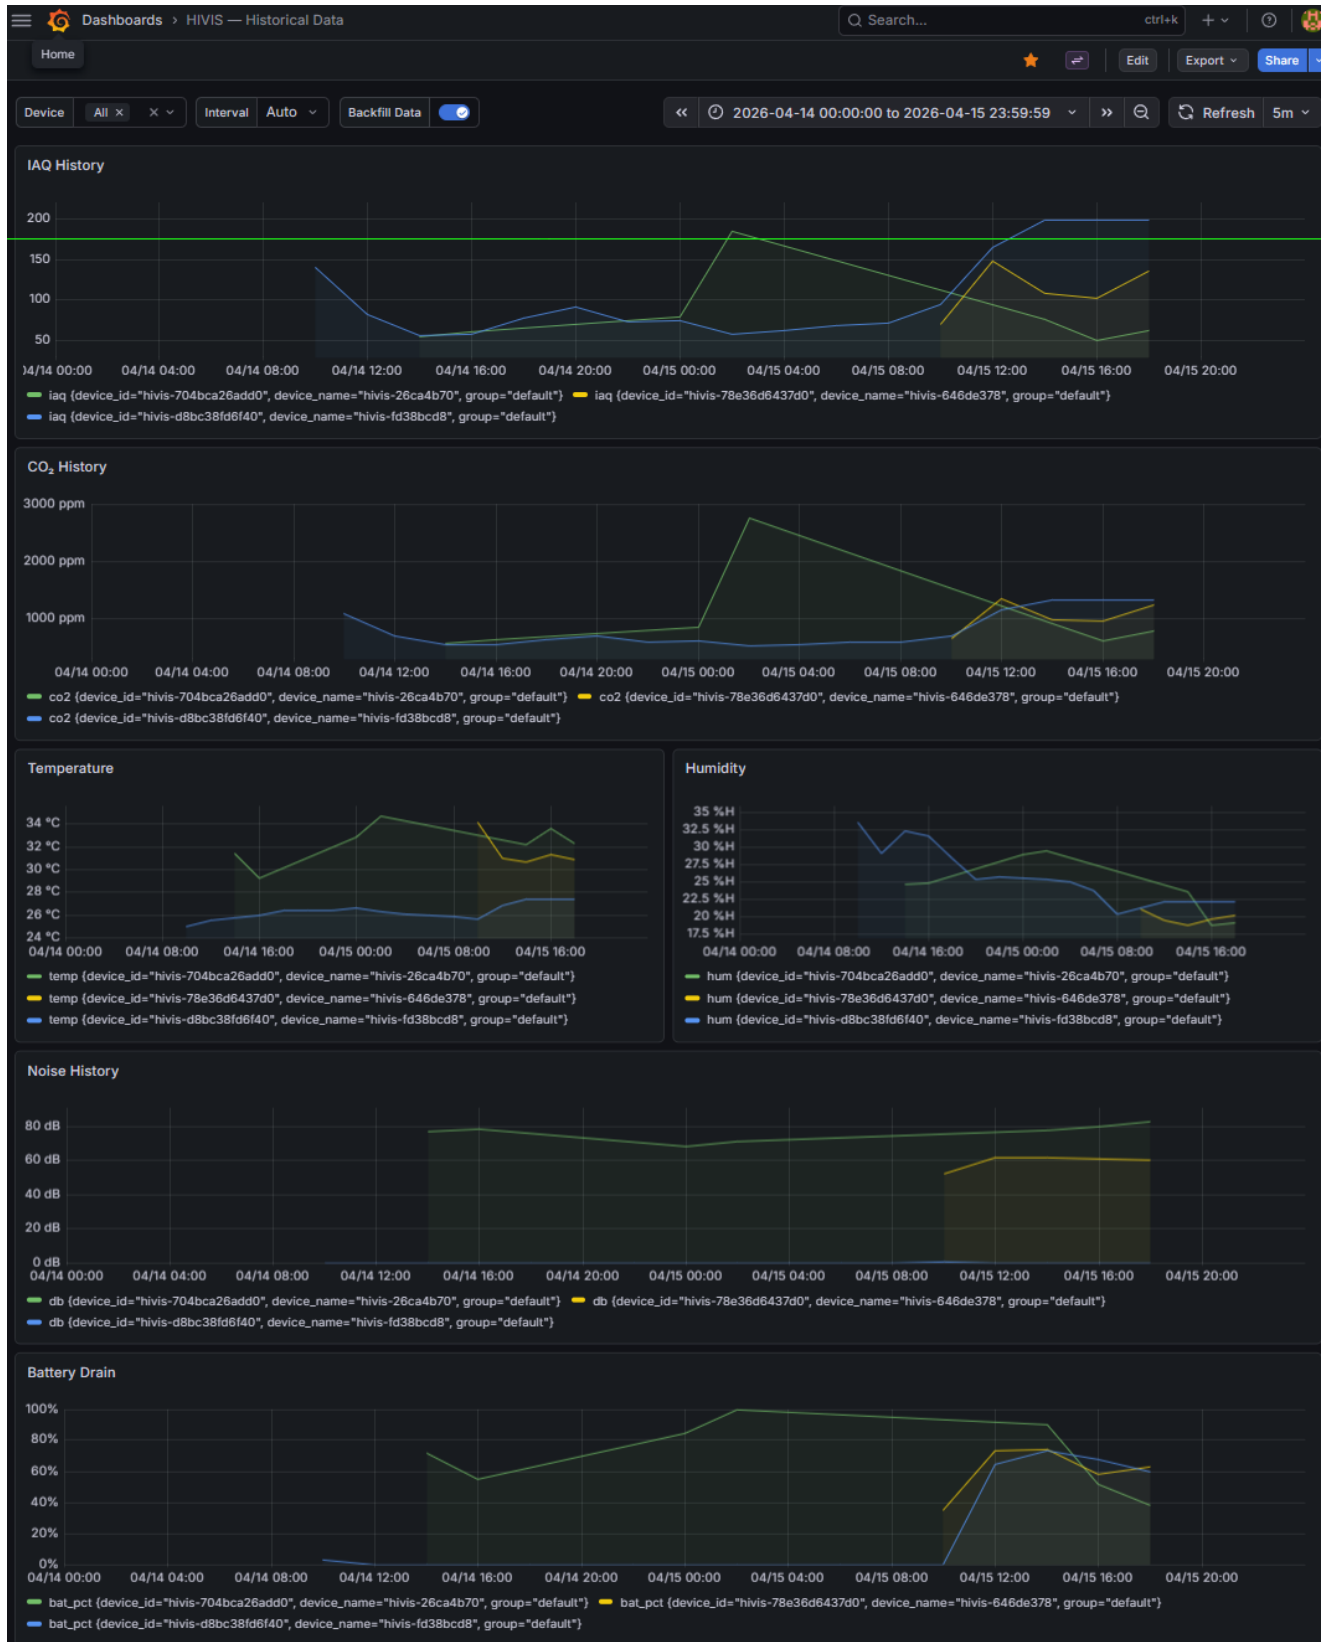 Dashboards › HIVIS — Historical Data Search... ctrl+k
Home Edit Export Share
Device All × Interval Auto Backfill Data 2026-04-14 00:00:00 to 2026-04-15 23:59:59 Refresh 5m
IAQ History
200
150
100
50
04/14 00:00 04/14 04:00 04/14 08:00 04/14 12:00 04/14 16:00 04/14 20:00 04/15 00:00 04/15 04:00 04/15 08:00 04/15 12:00 04/15 16:00 04/15 20:00
iaq {device_id="hivis-704bca26add0", device_name="hivis-26ca4b70", group="default"} iaq {device_id="hivis-78e36d6437d0", device_name="hivis-646de378", group="default"}
iaq {device_id="hivis-d8bc38fd6f40", device_name="hivis-fd38bcd8", group="default"}
CO₂ History
3000 ppm
2000 ppm
1000 ppm
04/14 00:00 04/14 04:00 04/14 08:00 04/14 12:00 04/14 16:00 04/14 20:00 04/15 00:00 04/15 04:00 04/15 08:00 04/15 12:00 04/15 16:00 04/15 20:00
co2 {device_id="hivis-704bca26add0", device_name="hivis-26ca4b70", group="default"} co2 {device_id="hivis-78e36d6437d0", device_name="hivis-646de378", group="default"}
co2 {device_id="hivis-d8bc38fd6f40", device_name="hivis-fd38bcd8", group="default"}
Temperature
34 °C
32 °C
30 °C
28 °C
26 °C
24 °C
04/14 00:00 04/14 08:00 04/14 16:00 04/15 00:00 04/15 08:00 04/15 16:00
temp {device_id="hivis-704bca26add0", device_name="hivis-26ca4b70", group="default"}
temp {device_id="hivis-78e36d6437d0", device_name="hivis-646de378", group="default"}
temp {device_id="hivis-d8bc38fd6f40", device_name="hivis-fd38bcd8", group="default"}
Humidity
35 %H
32.5 %H
30 %H
27.5 %H
25 %H
22.5 %H
20 %H
17.5 %H
04/14 00:00 04/14 08:00 04/14 16:00 04/15 00:00 04/15 08:00 04/15 16:00
hum {device_id="hivis-704bca26add0", device_name="hivis-26ca4b70", group="default"}
hum {device_id="hivis-78e36d6437d0", device_name="hivis-646de378", group="default"}
hum {device_id="hivis-d8bc38fd6f40", device_name="hivis-fd38bcd8", group="default"}
Noise History
80 dB
60 dB
40 dB
20 dB
0 dB
04/14 00:00 04/14 04:00 04/14 08:00 04/14 12:00 04/14 16:00 04/14 20:00 04/15 00:00 04/15 04:00 04/15 08:00 04/15 12:00 04/15 16:00 04/15 20:00
db {device_id="hivis-704bca26add0", device_name="hivis-26ca4b70", group="default"} db {device_id="hivis-78e36d6437d0", device_name="hivis-646de378", group="default"}
db {device_id="hivis-d8bc38fd6f40", device_name="hivis-fd38bcd8", group="default"}
Battery Drain
100%
80%
60%
40%
20%
0%
04/14 00:00 04/14 04:00 04/14 08:00 04/14 12:00 04/14 16:00 04/14 20:00 04/15 00:00 04/15 04:00 04/15 08:00 04/15 12:00 04/15 16:00 04/15 20:00
bat_pct {device_id="hivis-704bca26add0", device_name="hivis-26ca4b70", group="default"} bat_pct {device_id="hivis-78e36d6437d0", device_name="hivis-646de378", group="default"}
bat_pct {device_id="hivis-d8bc38fd6f40", device_name="hivis-fd38bcd8", group="default"}